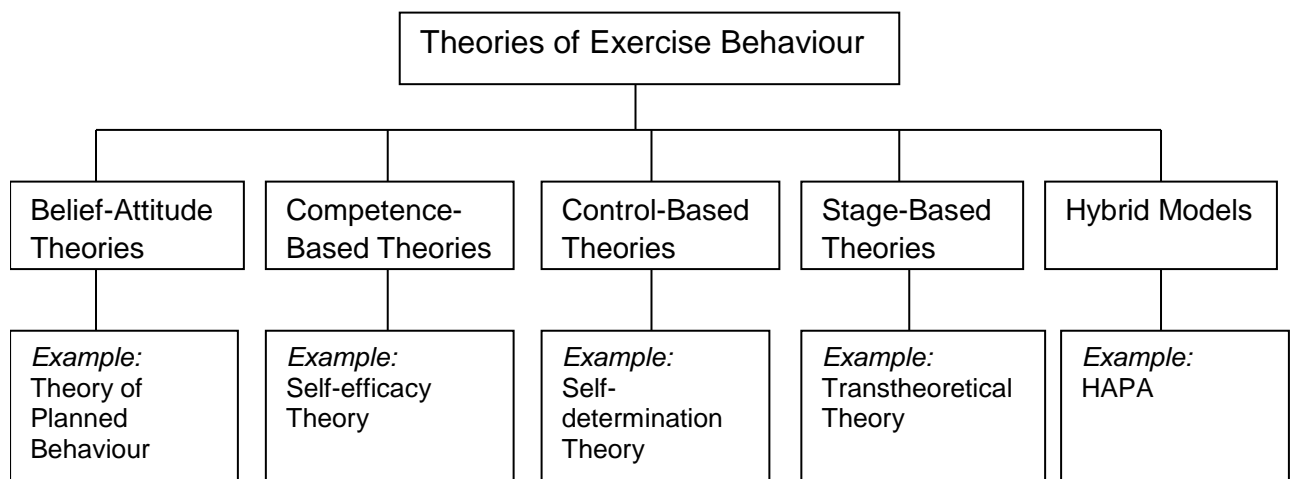 Theories of Exercise Behaviour
Belief-Attitude
Theories
Competence-
Based Theories
Control-Based
Theories
Stage-Based
Theories
Hybrid Models
Example:
Theory of
Planned
Behaviour
Example:
Self-efficacy
Theory
Example:
Self-
determination
Theory
Example:
Transtheoretical
Theory
Example:
HAPA